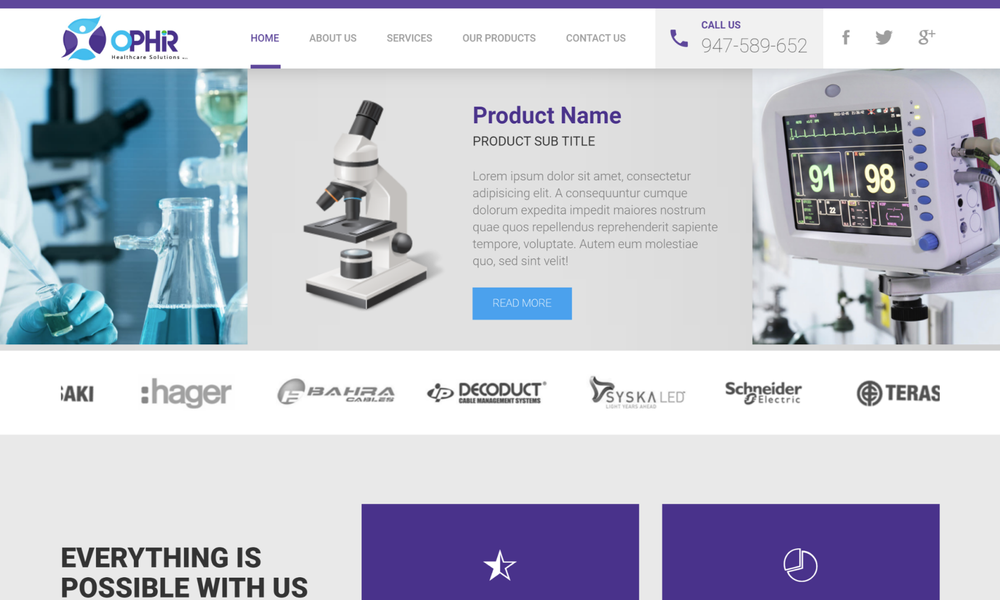 OPHIR
Healthcare Solutions
HOME
ABOUT US
SERVICES
OUR PRODUCTS
CONTACT US
CALL US
947-589-652
Product Name
PRODUCT SUB TITLE
Lorem ipsum dolor sit amet, consectetur
adipisicing elit. A consequuntur cumque
dolorum expedita impedit maiores nostrum
quae quos repellendus reprehenderit sapiente
tempore, voluptate. Autem eum molestiae
quo, sed sint velit!
READ MORE
91
98
22
SAKI
:hager
BAHRA
CABLES
DECODUCT
CABLE MANAGEMENT SYSTEMS
SYSKA LED
LIGHT YEARS AHEAD
Schneider
Electric
TERAS
EVERYTHING IS
POSSIBLE WITH US